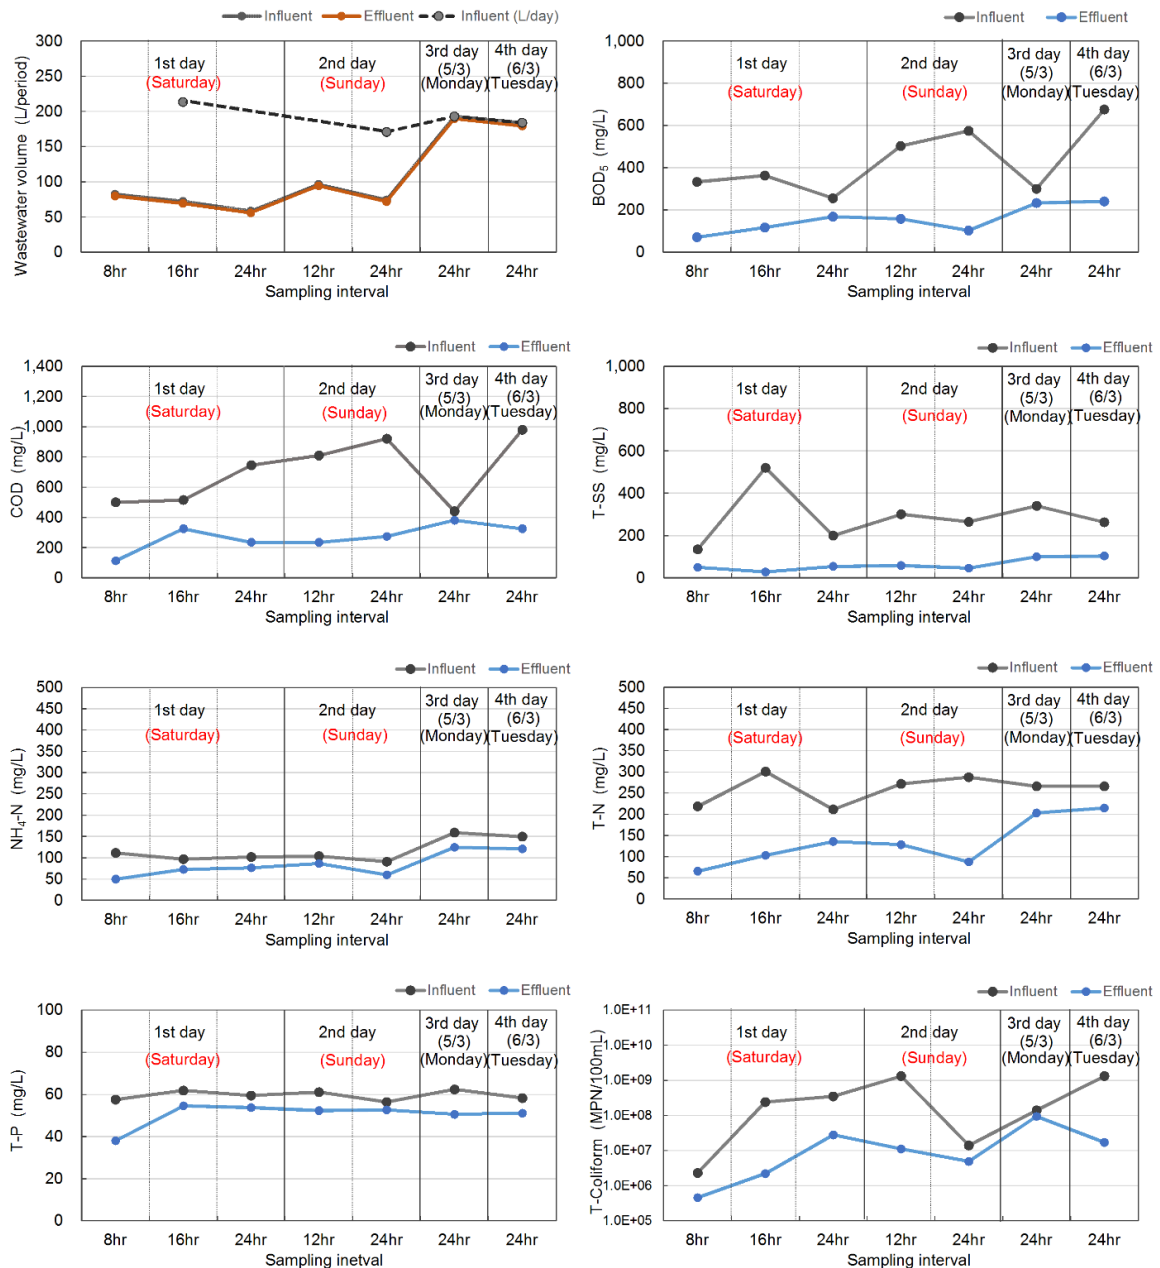 Influent Effluent Influent (L/day)
300
250
200
150
100
50
0
Wastewater volume (L/period)
1st day
(Saturday)
2nd day
(Sunday)
3rd day
(5/3)
(Monday)
4th day
(6/3)
(Tuesday)
8hr 16hr 24hr 12hr 24hr 24hr 24hr
Sampling interval
Influent Effluent
1,000
800
600
400
200
0
BOD5 (mg/L)
1st day
(Saturday)
2nd day
(Sunday)
3rd day
(5/3)
(Monday)
4th day
(6/3)
(Tuesday)
8hr 16hr 24hr 12hr 24hr 24hr 24hr
Sampling interval
Influent Effluent
1,400
1,200
1,000
800
600
400
200
0
COD (mg/L)
1st day
(Saturday)
2nd day
(Sunday)
3rd day
(5/3)
(Monday)
4th day
(6/3)
(Tuesday)
8hr 16hr 24hr 12hr 24hr 24hr 24hr
Sampling interval
Influent Effluent
1,000
800
600
400
200
0
T-SS (mg/L)
1st day
(Saturday)
2nd day
(Sunday)
3rd day
(5/3)
(Monday)
4th day
(6/3)
(Tuesday)
8hr 16hr 24hr 12hr 24hr 24hr 24hr
Sampling interval
Influent Effluent
500
450
400
350
300
250
200
150
100
50
0
NH4-N (mg/L)
1st day
(Saturday)
2nd day
(Sunday)
3rd day
(5/3)
(Monday)
4th day
(6/3)
(Tuesday)
8hr 16hr 24hr 12hr 24hr 24hr 24hr
Sampling interval
Influent Effluent
500
450
400
350
300
250
200
150
100
50
0
T-N (mg/L)
1st day
(Saturday)
2nd day
(Sunday)
3rd day
(5/3)
(Monday)
4th day
(6/3)
(Tuesday)
8hr 16hr 24hr 12hr 24hr 24hr 24hr
Sampling interval
Influent Effluent
100
80
60
40
20
0
T-P (mg/L)
1st day
(Saturday)
2nd day
(Sunday)
3rd day
(5/3)
(Monday)
4th day
(6/3)
(Tuesday)
8hr 16hr 24hr 12hr 24hr 24hr 24hr
Sampling inetval
Influent Effluent
1.0E+11
1.0E+10
1.0E+09
1.0E+08
1.0E+07
1.0E+06
1.0E+05
T-Coliform (MPN/100mL)
1st day
(Saturday)
2nd day
(Sunday)
3rd day
(5/3)
(Monday)
4th day
(6/3)
(Tuesday)
8hr 16hr 24hr 12hr 24hr 24hr 24hr
Sampling interval